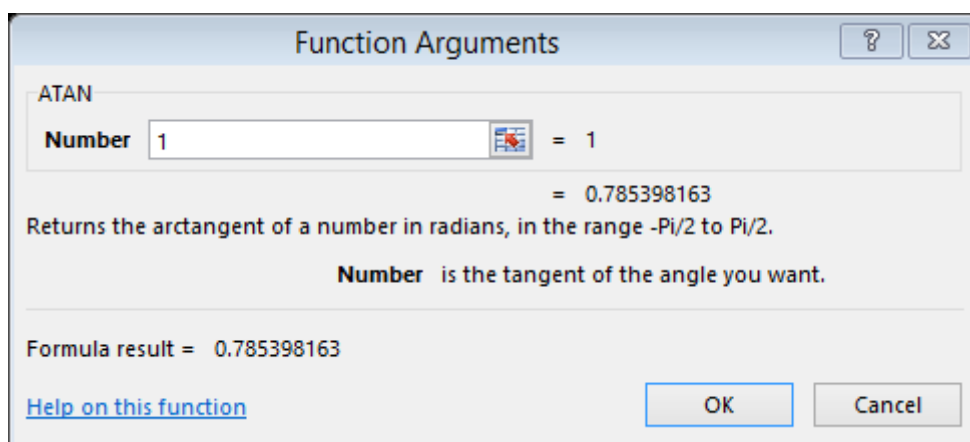 Function Arguments
ATAN
Number 1 = 1
= 0.785398163
Returns the arctangent of a number in radians, in the range -Pi/2 to Pi/2.
Number is the tangent of the angle you want.
Formula result = 0.785398163
Help on this function OK Cancel